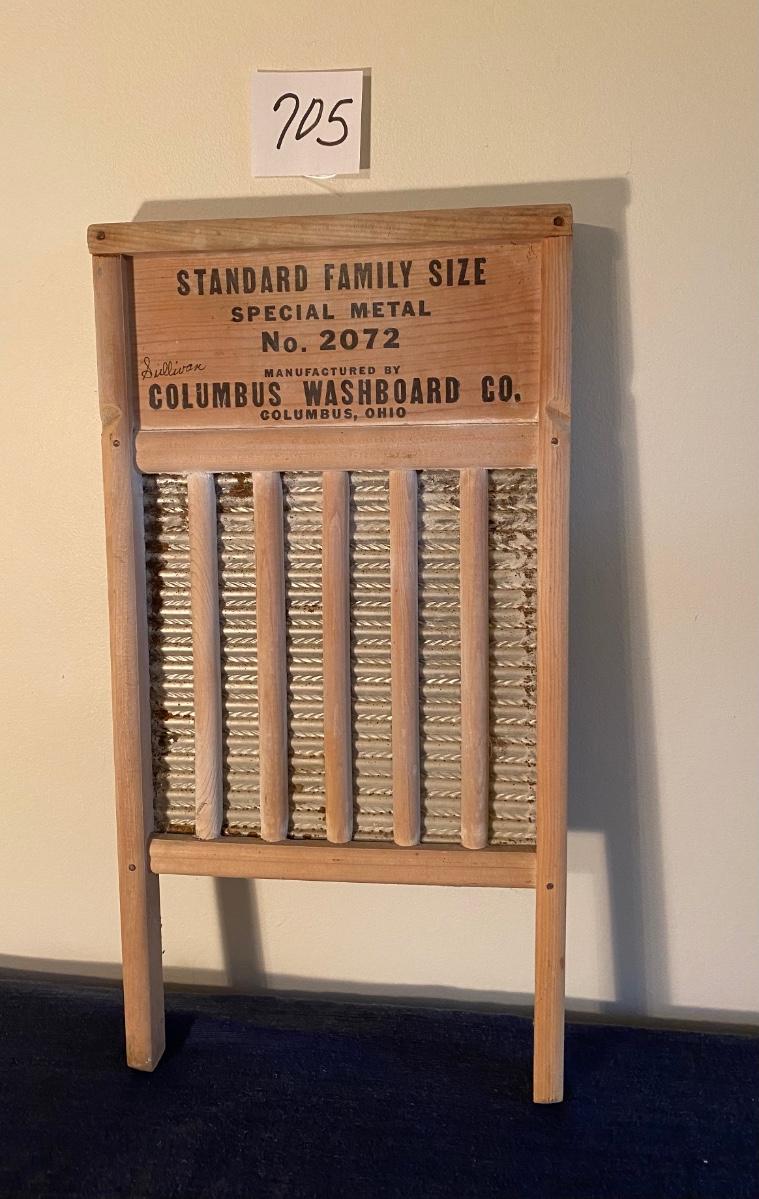 705
STANDARD FAMILY SIZE
SPECIAL METAL
No. 2072
Sullivan
MANUFACTURED BY
COLUMBUS WASHBOARD CO.
COLUMBUS, OHIO